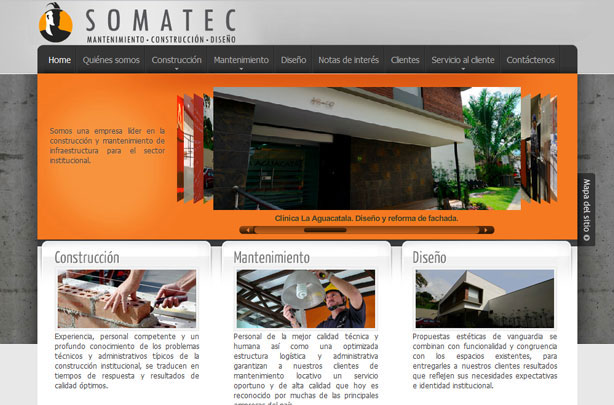 SOMATEC
MANTENIMIENTO • CONSTRUCCIÓN • DISEÑO
Home Quiénes somos Construcción Mantenimiento Diseño Notas de interés Clientes Servicio al cliente Contáctenos
Somos una empresa líder en la
construcción y mantenimiento de
infraestructura para el sector
institucional.
Clínica La Aguacatala. Diseño y reforma de fachada.
Mapa del sitio
Construcción
Experiencia, personal competente y un
profundo conocimiento de los problemas
técnicos y administrativos típicos de la
construcción institucional, se traducen en
tiempos de respuesta y resultados de
calidad óptimos.
Mantenimiento
Personal de la mejor calidad técnica y
humana así como una optimizada
estructura logística y administrativa
garantizan a nuestros clientes de
mantenimiento locativo un servicio
oportuno y de alta calidad que hoy es
reconocido por muchas de las principales
empresas del país.
Diseño
Propuestas estéticas de vanguardia se
combinan con funcionalidad y congruencia
con los espacios existentes, para
entregarles a nuestros clientes resultados
que reflejen sus necesidades expectativas
e identidad institucional.